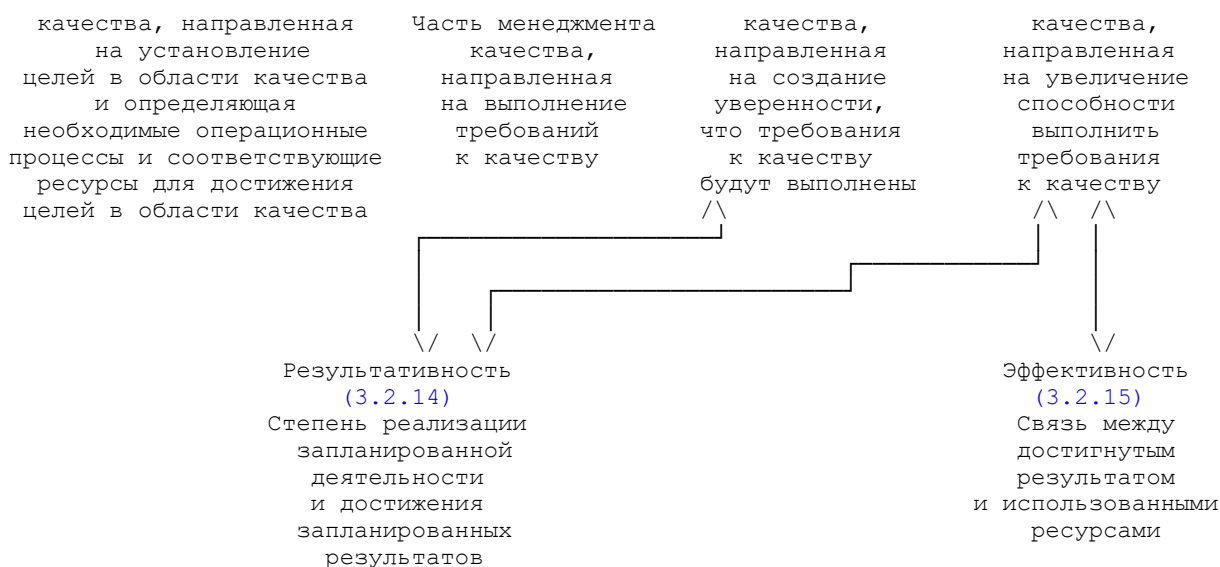 качества, направленная Часть менеджмента качества, качества,
на установление качества, направленная направленная
целей в области качества направленная на создание на увеличение
и определяющая на выполнение уверенности, способности
необходимые операционные требований что требования выполнить
процессы и соответствующие к качеству к качеству требования
ресурсы для достижения будут выполнены к качеству
целей в области качества
Результативность Эффективность
(3.2.14) (3.2.15)
Степень реализации Связь между
запланированной достигнутым
деятельности результатом
и достижения и использованными
запланированных ресурсами
результатов